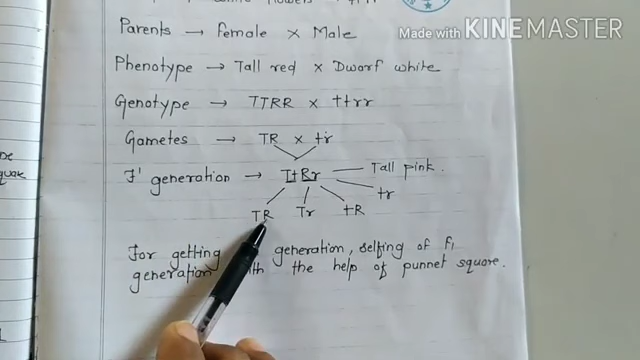 Made with KINEMASTER
Parents → Female × Male
Phenotype → Tall red × Dwarf white
Genotype → TTRR × ttrr
Gametes → TR × tr
F' generation → TtRr Tall pink.
tr
TR Tr tR
For getting generation, selfing of F1
generation with the help of punnet square.